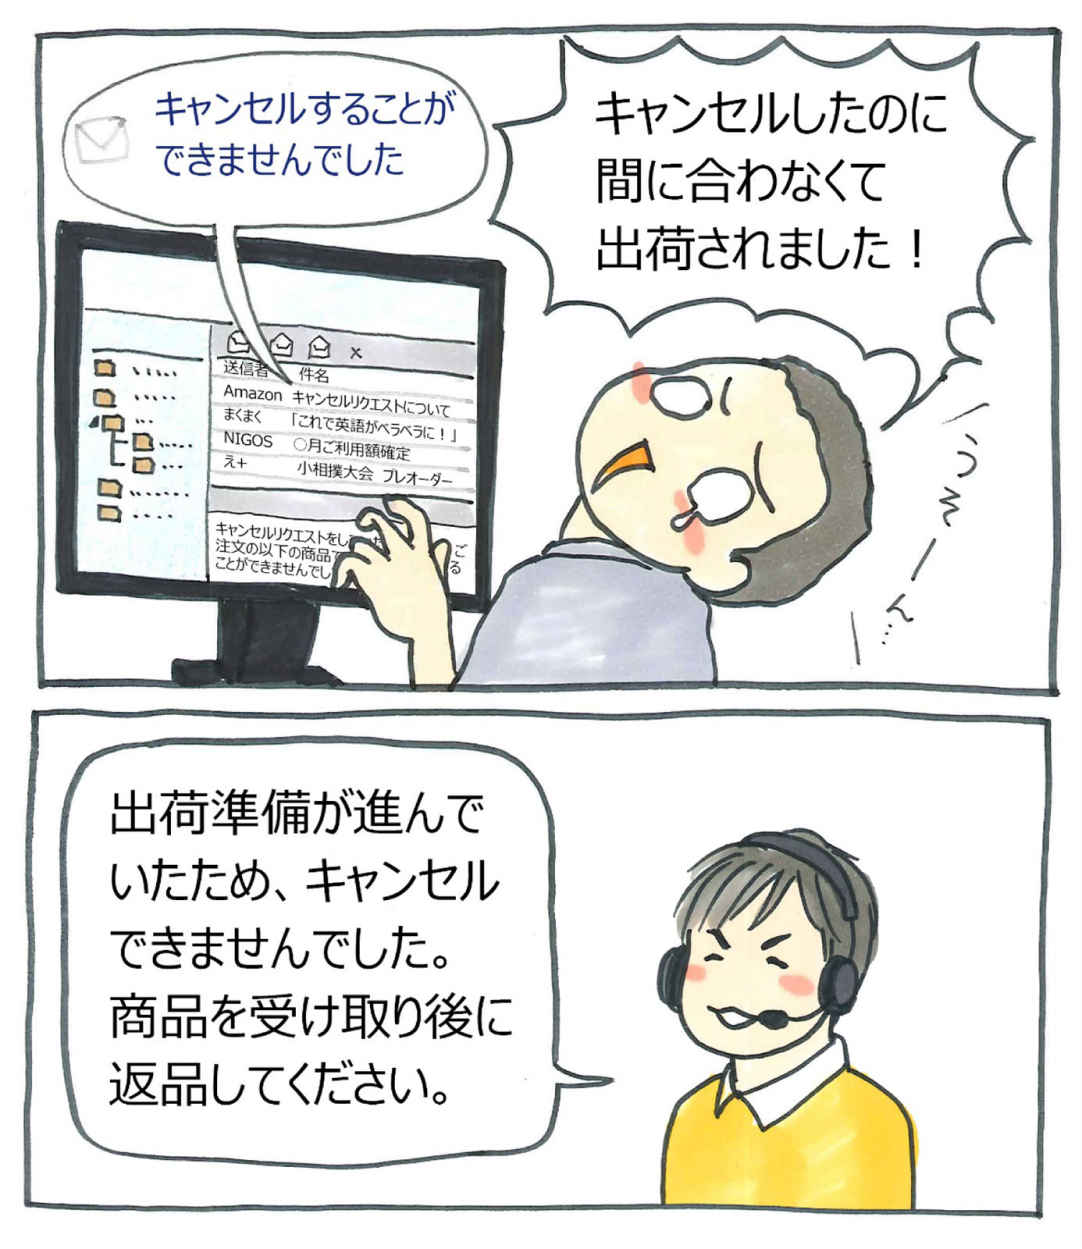 キャンセルすることが
できませんでした
キャンセルしたのに
間に合わなくて
出荷されました！
送信者 件名
Amazon キャンセルリクエストについて
まくまく 「これで英語がペラペラに！」
NIGOS ○月ご利用額確定
え+ 小相撲大会 プレオーダー
キャンセルリクエストをし
ご
注文の以下の商品
る
ことができませんでし
うそーん…
出荷準備が進んで
いたため、キャンセル
できませんでした。
商品を受け取り後に
返品してください。